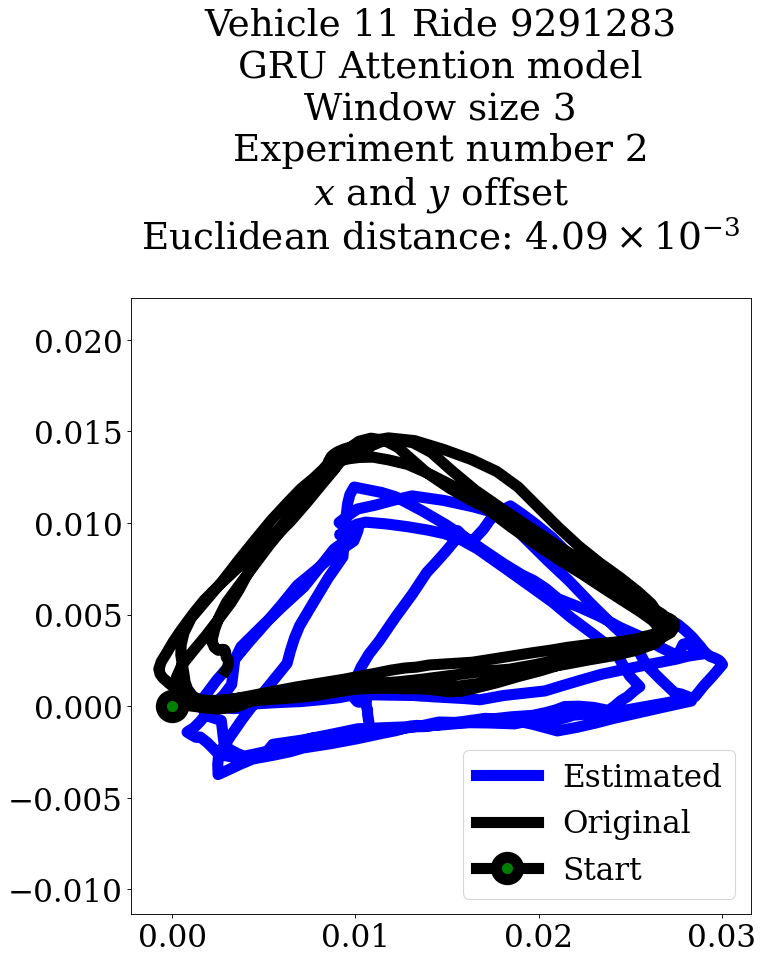 Vehicle 11 Ride 9291283
GRU Attention model
Window size 3
Experiment number 2
x and y offset
Euclidean distance: 4.09 × 10⁻³
0.020
0.015
0.010
0.005
0.000
−0.005
−0.010
Estimated
Original
Start
0.00 0.01 0.02 0.03